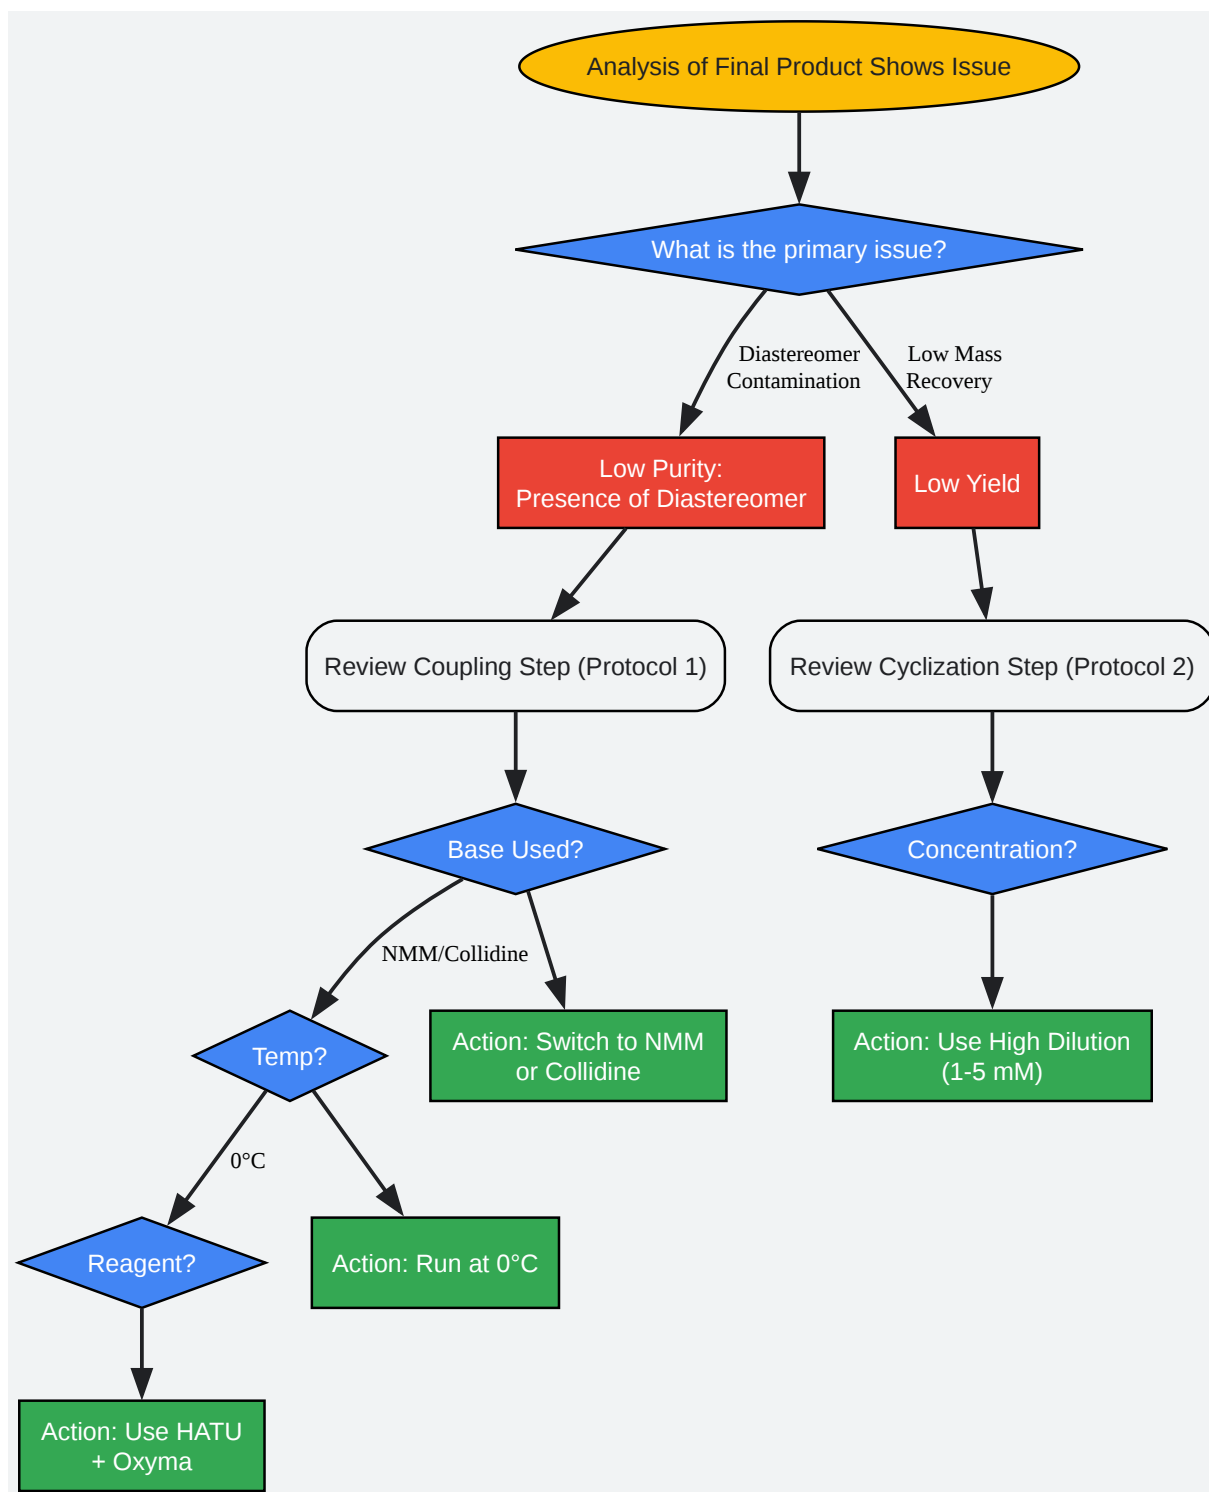 Analysis of Final Product Shows Issue
What is the primary issue?
Diastereomer
Contamination
Low Mass
Recovery
Low Purity:
Presence of Diastereomer
Low Yield
Review Coupling Step (Protocol 1)
Review Cyclization Step (Protocol 2)
Base Used?
Concentration?
NMM/Collidine
Temp?
Action: Switch to NMM
or Collidine
Action: Use High Dilution
(1-5 mM)
0°C
Reagent?
Action: Run at 0°C
Action: Use HATU
+ Oxyma